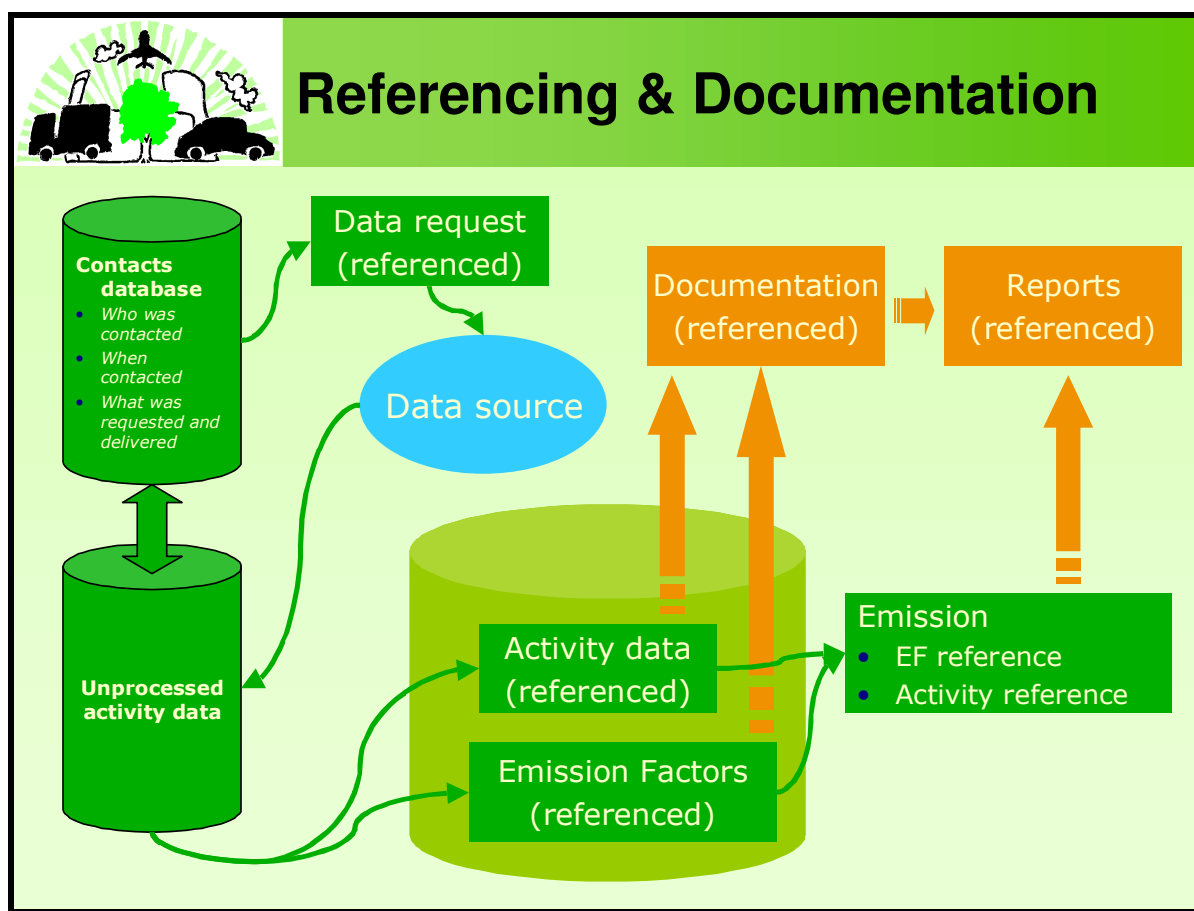 Referencing & Documentation
Contacts
database
• Who was
contacted
• When
contacted
• What was
requested and
delivered
Data request
(referenced)
Data source
Documentation
(referenced)
Reports
(referenced)
Unprocessed
activity data
Activity data
(referenced)
Emission Factors
(referenced)
Emission
• EF reference
• Activity reference